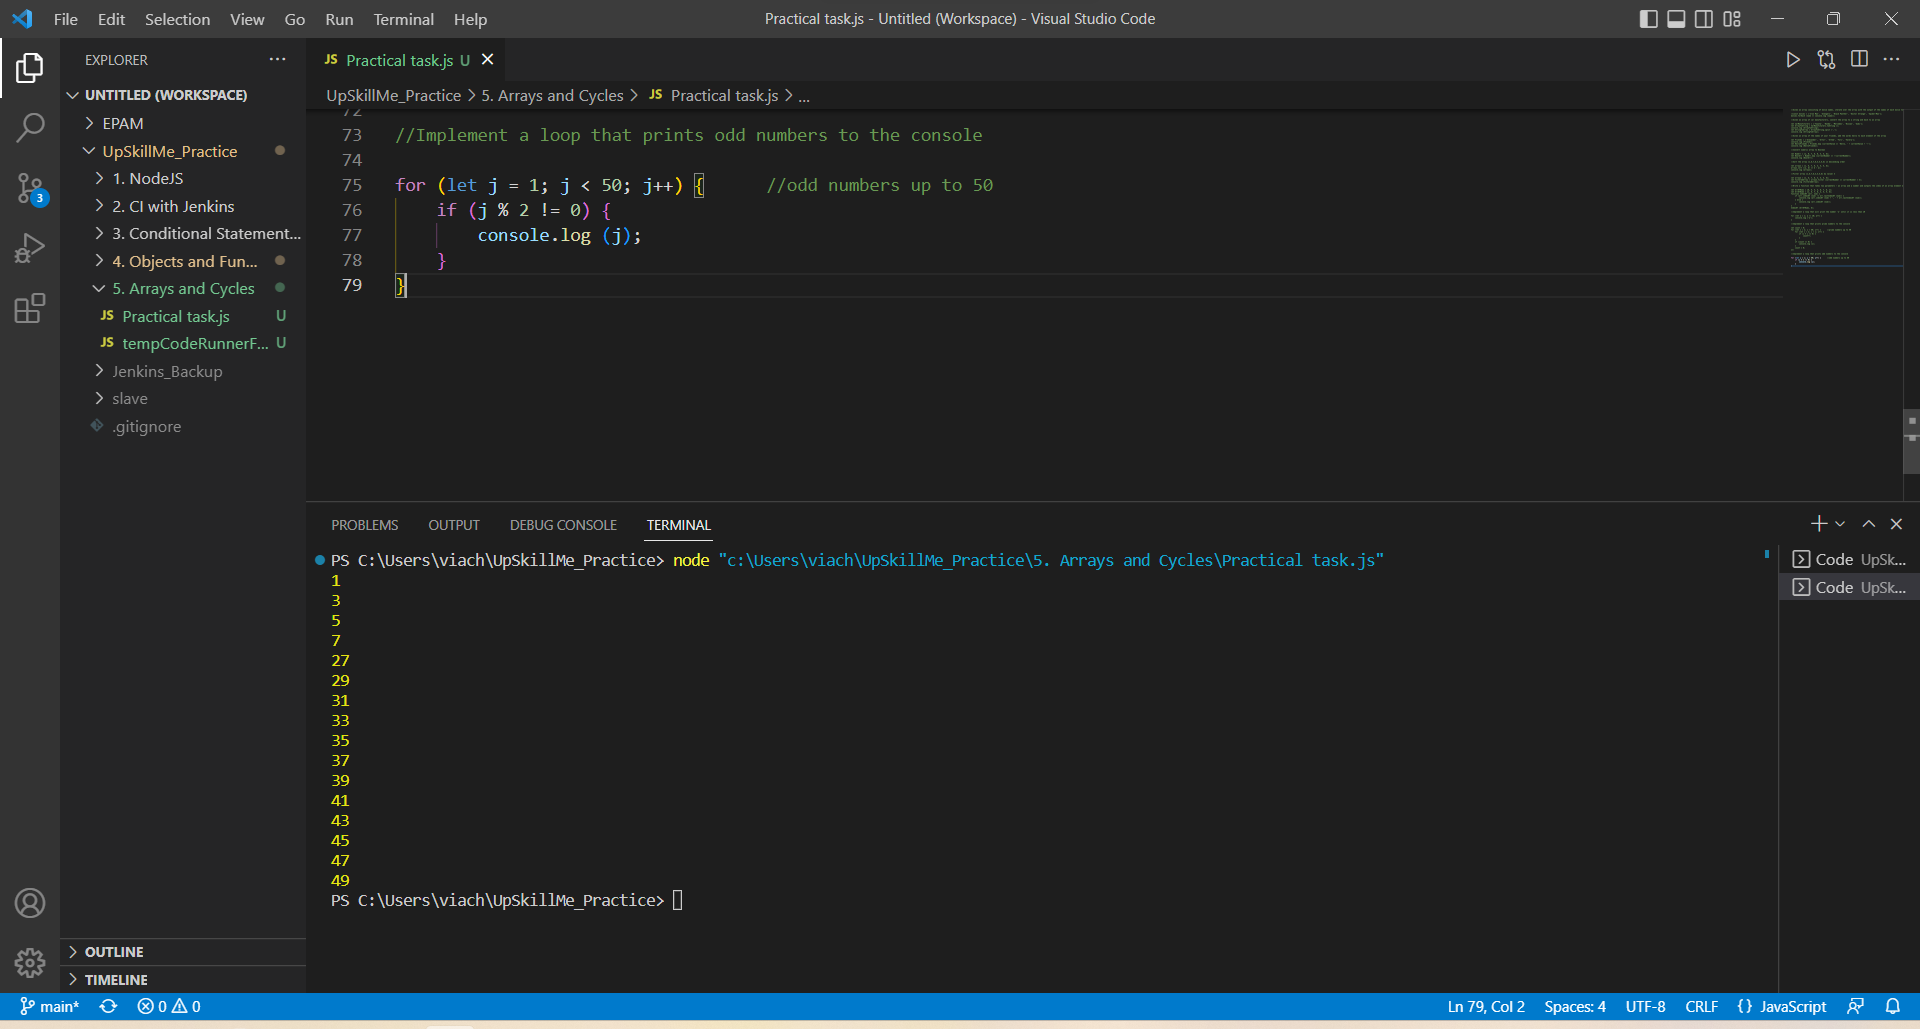 File Edit Selection View Go Run Terminal Help
Practical task.js - Untitled (Workspace) - Visual Studio Code
EXPLORER
UNTITLED (WORKSPACE)
EPAM
UpSkillMe_Practice
1. NodeJS
2. CI with Jenkins
3. Conditional Statement...
4. Objects and Fun...
5. Arrays and Cycles
JS Practical task.js U
JS tempCodeRunnerF... U
Jenkins_Backup
slave
.gitignore
OUTLINE
TIMELINE
3
JS Practical task.js U
UpSkillMe_Practice > 5. Arrays and Cycles > JS Practical task.js > ...
72
73 //Implement a loop that prints odd numbers to the console
74
75 for (let j = 1; j < 50; j++) { //odd numbers up to 50
76 if (j % 2 != 0) {
77 console.log (j);
78 }
79 }
PROBLEMS OUTPUT DEBUG CONSOLE TERMINAL
PS C:\Users\viach\UpSkillMe_Practice> node "c:\Users\viach\UpSkillMe_Practice\5. Arrays and Cycles\Practical task.js"
1
3
5
7
27
29
31
33
35
37
39
41
43
45
47
49
PS C:\Users\viach\UpSkillMe_Practice>
Code UpSk...
Code UpSk...
main* 0 0
Ln 79, Col 2 Spaces: 4 UTF-8 CRLF {} JavaScript